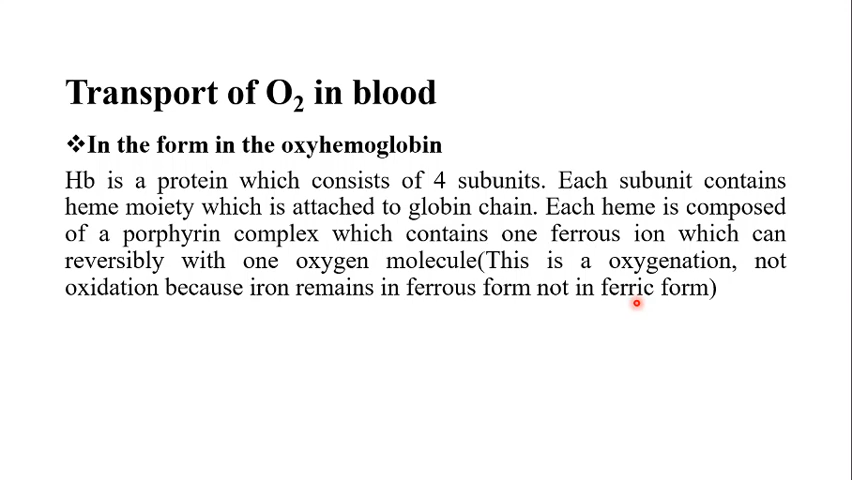 Transport of O₂ in blood
❖In the form in the oxyhemoglobin
Hb is a protein which consists of 4 subunits. Each subunit contains
heme moiety which is attached to globin chain. Each heme is composed
of a porphyrin complex which contains one ferrous ion which can
reversibly with one oxygen molecule(This is a oxygenation, not
oxidation because iron remains in ferrous form not in ferric form)